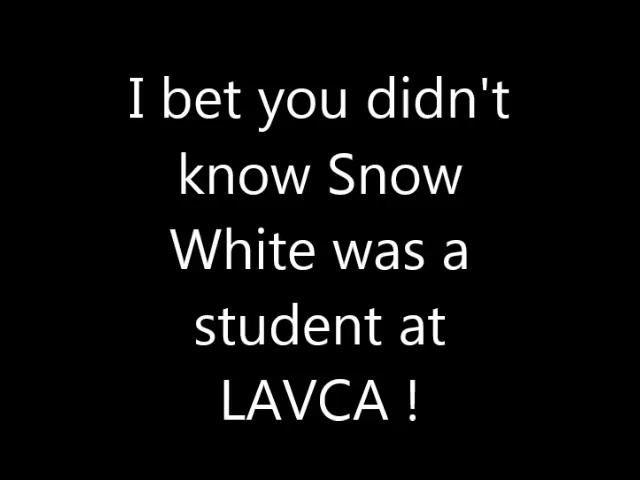 I bet you didn't
know Snow
White was a
student at
LAVCA !